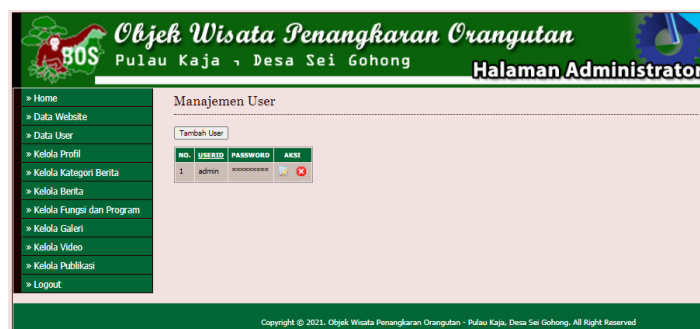 BOS
Objek Wisata Penangkaran Orangutan
Pulau Kaja , Desa Sei Gohong
Halaman Administrator
» Home
» Data Website
» Data User
» Kelola Profil
» Kelola Kategori Berita
» Kelola Berita
» Kelola Fungsi dan Program
» Kelola Galeri
» Kelola Video
» Kelola Publikasi
» Logout
Manajemen User
Tambah User
NO. USERID PASSWORD AKSI
1 admin *********
Copyright © 2021. Objek Wisata Penangkaran Orangutan - Pulau Kaja, Desa Sei Gohong. All Right Reserved